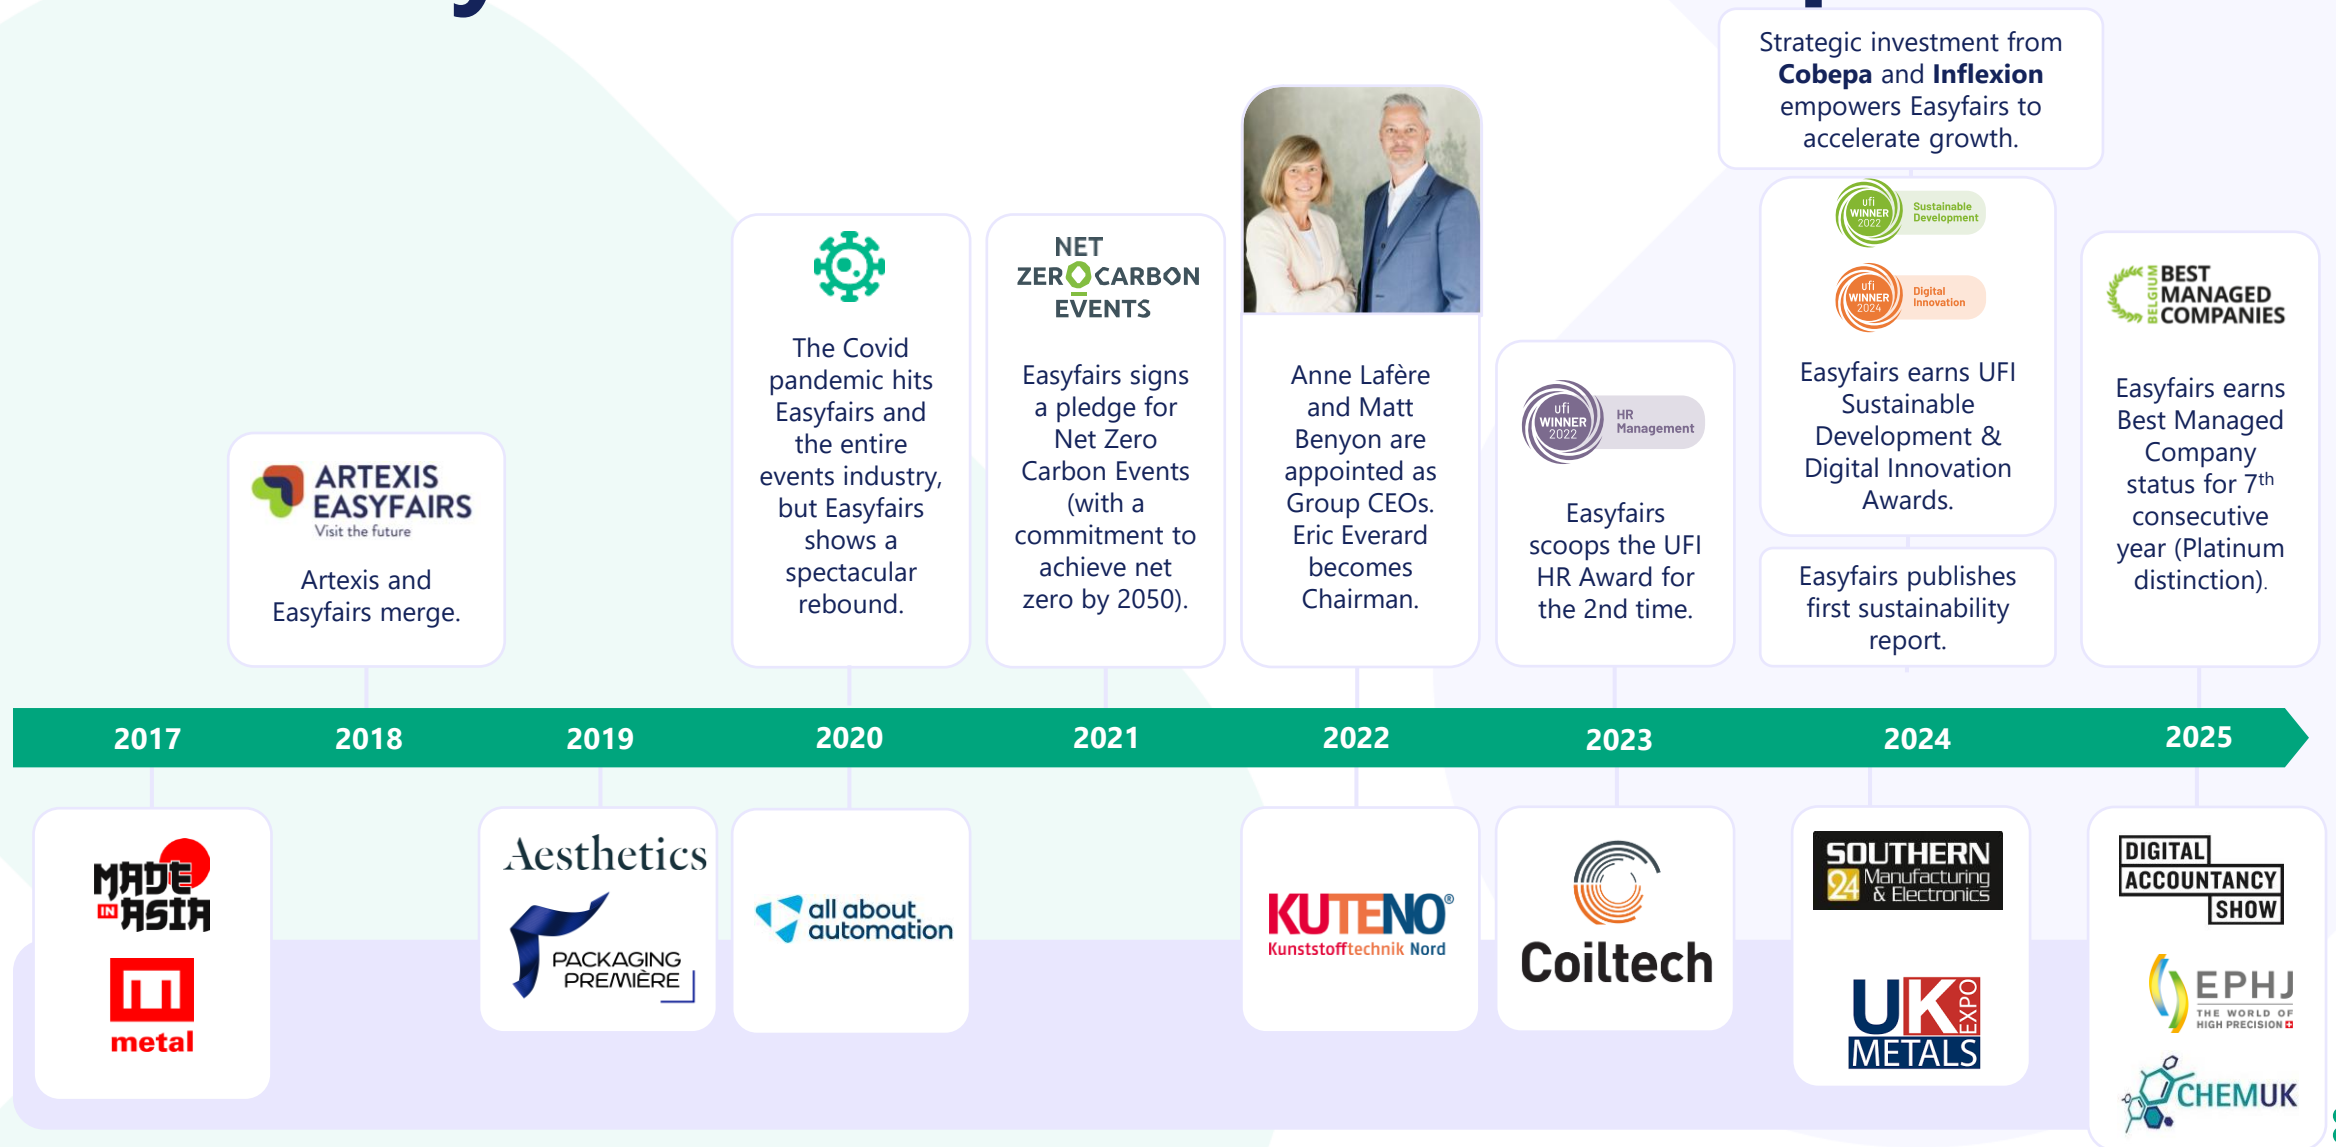 Strategic investment from
Cobepa and Inflexion
empowers Easyfairs to
accelerate growth.
NET
ZERO CARBON
EVENTS
ufi
WINNER
2022
Sustainable
Development
ufi
WINNER
2024
Digital
Innovation
BELGIUM
BEST
MANAGED
COMPANIES
ARTEXIS
EASYFAIRS
Visit the future
Artexis and
Easyfairs merge.
The Covid
pandemic hits
Easyfairs and
the entire
events industry,
but Easyfairs
shows a
spectacular
rebound.
Easyfairs signs
a pledge for
Net Zero
Carbon Events
(with a
commitment to
achieve net
zero by 2050).
Anne Lafère
and Matt
Benyon are
appointed as
Group CEOs.
Eric Everard
becomes
Chairman.
ufi
WINNER
2022
HR
Management
Easyfairs
scoops the UFI
HR Award for
the 2nd time.
Easyfairs earns UFI
Sustainable
Development &
Digital Innovation
Awards.
Easyfairs publishes
first sustainability
report.
Easyfairs earns
Best Managed
Company
status for 7th
consecutive
year (Platinum
distinction).
2017
2018
2019
2020
2021
2022
2023
2024
2025
MADE
IN ASIA
metal
Aesthetics
PACKAGING
PREMIÈRE
all about
automation
KUTENO®
Kunststofftechnik Nord
Coiltech
SOUTHERN
24 Manufacturing
& Electronics
UK EXPO
METALS
DIGITAL
ACCOUNTANCY
SHOW
EPHJ
THE WORLD OF
HIGH PRECISION
CHEMUK